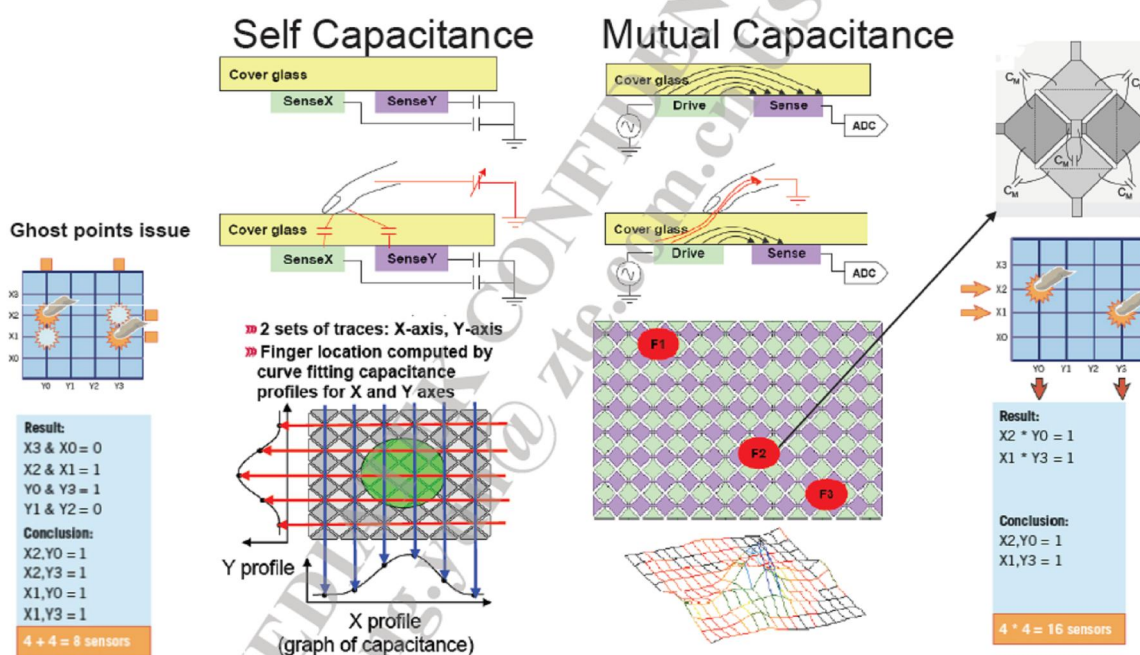 Self Capacitance
Mutual Capacitance
Cover glass
SenseX
SenseY
Cover glass
Drive
Sense
ADC
CM
CM
CM
CM
CM
Ghost points issue
Cover glass
SenseX
SenseY
Cover glass
Drive
Sense
ADC
X3
X2
X1
X0
Y0 Y1 Y2 Y3
2 sets of traces: X-axis, Y-axis
Finger location computed by
curve fitting capacitance
profiles for X and Y axes
F1
F2
F3
X3
X2
X1
X0
Y0 Y1 Y2 Y3
Result:
X3 & X0 = 0
X2 & X1 = 1
Y0 & Y3 = 1
Y1 & Y2 = 0
Conclusion:
X2,Y0 = 1
X2,Y3 = 1
X1,Y0 = 1
X1,Y3 = 1
4 + 4 = 8 sensors
Y profile
X profile
(graph of capacitance)
Result:
X2 * Y0 = 1
X1 * Y3 = 1
Conclusion:
X2,Y0 = 1
X1,Y3 = 1
4 * 4 = 16 sensors